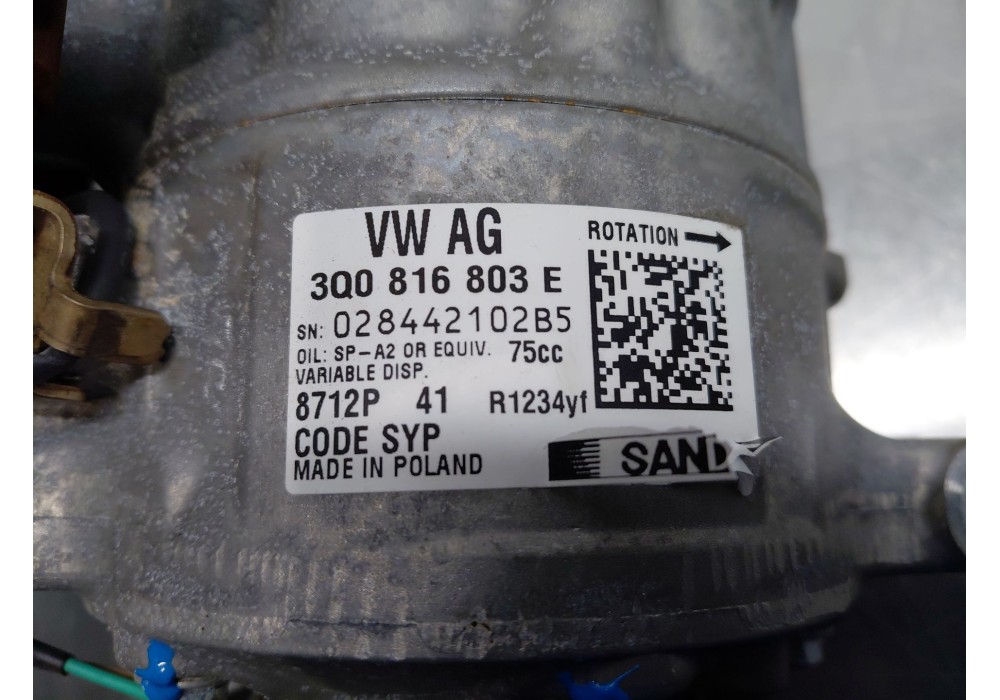 VW AG
ROTATION
3Q0 816 803 E
SN: 028442102B5
OIL: SP-A2 OR EQUIV. 75cc
VARIABLE DISP.
8712P 41 R1234yf
CODE SYP
MADE IN POLAND
SAND